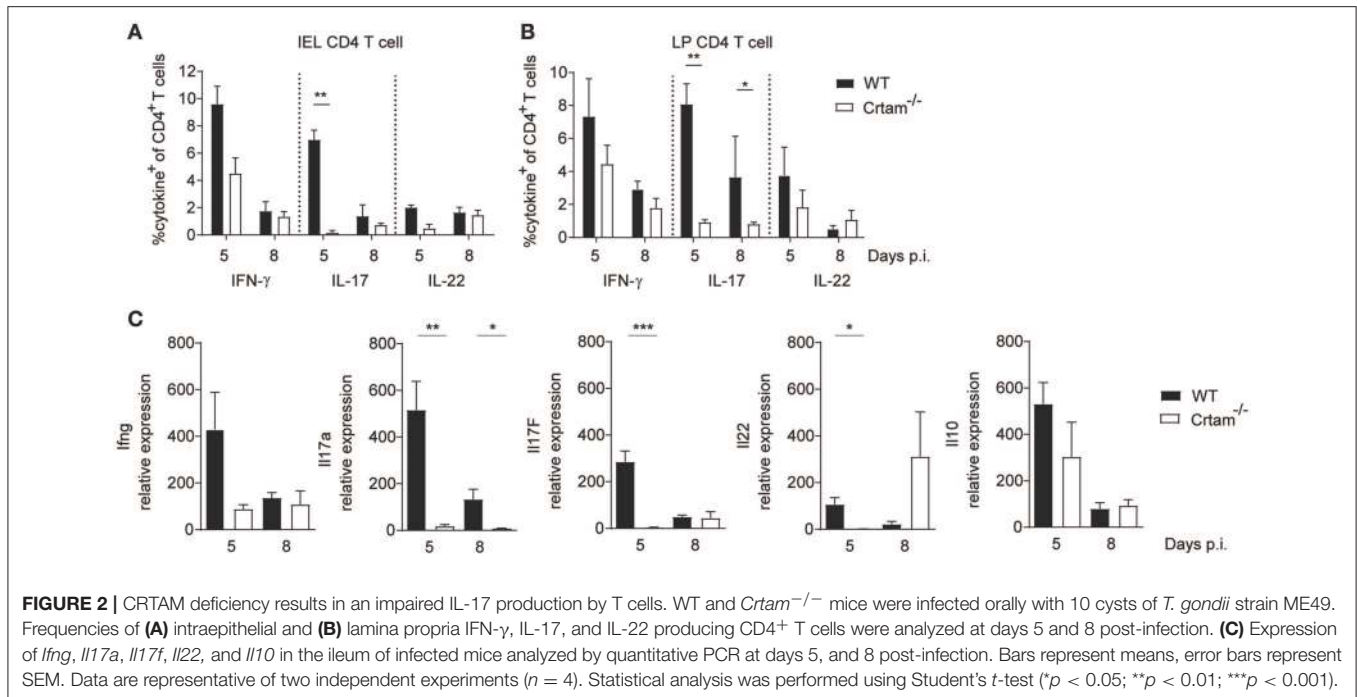 A
IEL CD4 T cell
%cytokine⁺ of CD4⁺ T cells
12
10
8
6
4
2
0
**
5 8 5 8 5 8
IFN-γ IL-17 IL-22
B
LP CD4 T cell
%cytokine⁺ of CD4⁺ T cells
10
8
6
4
2
0
**
*
WT
Crtam⁻/⁻
5 8 5 8 5 8 Days p.i.
IFN-γ IL-17 IL-22
C
Ifng
relative expression
800
600
400
200
0
5 8
Il17a
relative expression
800
600
400
200
0
**
*
5 8
Il17F
relative expression
800
600
400
200
0
***
5 8
Il22
relative expression
800
600
400
200
0
*
5 8
Il10
relative expression
800
600
400
200
0
5 8 Days p.i.
WT
Crtam⁻/⁻
FIGURE 2 | CRTAM deficiency results in an impaired IL-17 production by T cells. WT and Crtam⁻/⁻ mice were infected orally with 10 cysts of T. gondii strain ME49.
Frequencies of (A) intraepithelial and (B) lamina propria IFN-γ, IL-17, and IL-22 producing CD4⁺ T cells were analyzed at days 5 and 8 post-infection. (C) Expression
of Ifng, Il17a, Il17f, Il22, and Il10 in the ileum of infected mice analyzed by quantitative PCR at days 5, and 8 post-infection. Bars represent means, error bars represent
SEM. Data are representative of two independent experiments (n = 4). Statistical analysis was performed using Student's t-test (*p < 0.05; **p < 0.01; ***p < 0.001).